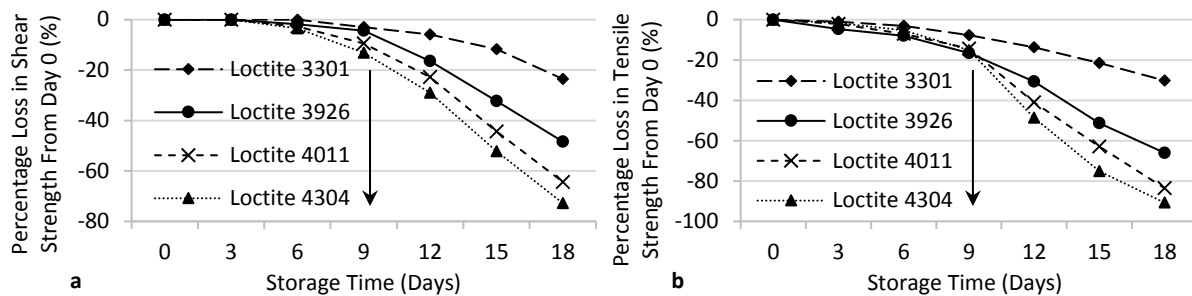 Percentage Loss in Shear
Strength From Day 0 (%)
0
-20
-40
-60
-80
Loctite 3301
Loctite 3926
Loctite 4011
Loctite 4304
0 3 6 9 12 15 18
a Storage Time (Days)
Percentage Loss in Tensile
Strength From Day 0 (%)
0
-20
-40
-60
-80
-100
Loctite 3301
Loctite 3926
Loctite 4011
Loctite 4304
0 3 6 9 12 15 18
b Storage Time (Days)